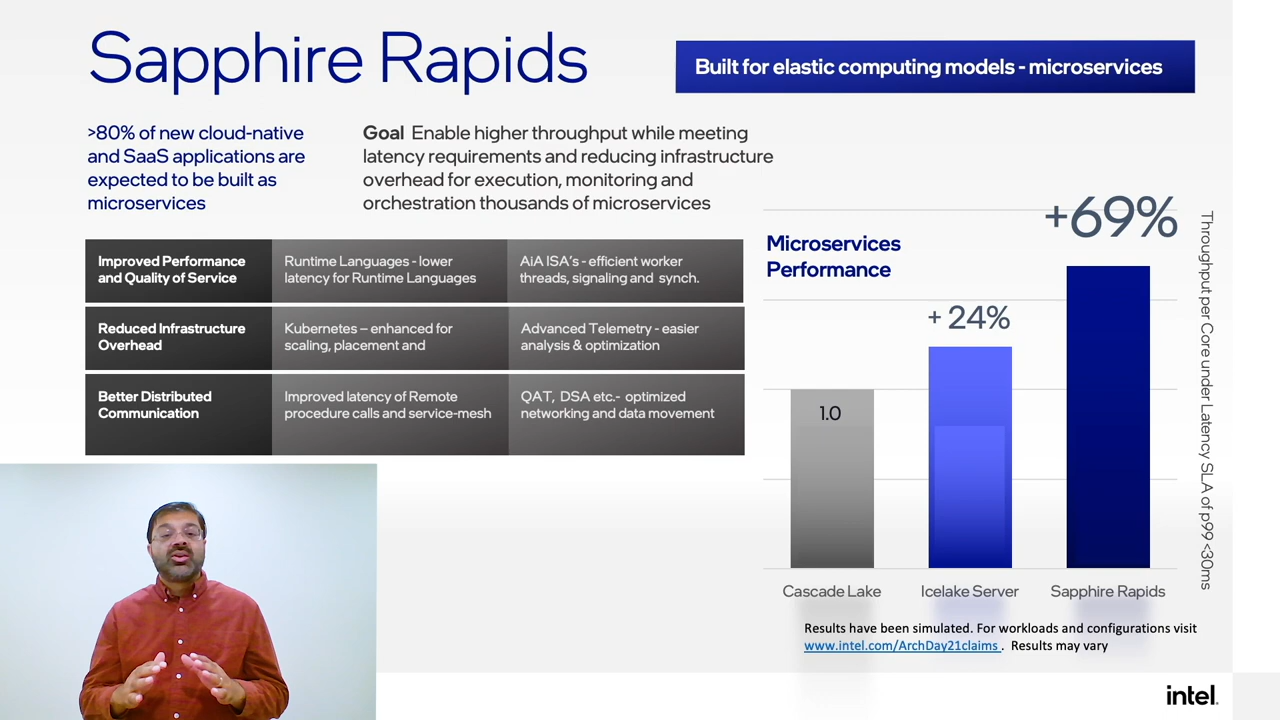 Sapphire Rapids
Built for elastic computing models - microservices
>80% of new cloud-native
and SaaS applications are
expected to be built as
microservices
Goal Enable higher throughput while meeting
latency requirements and reducing infrastructure
overhead for execution, monitoring and
orchestration thousands of microservices
Improved Performance
and Quality of Service
Runtime Languages - lower
latency for Runtime Languages
AiA ISA's - efficient worker
threads, signaling and synch.
Reduced Infrastructure
Overhead
Kubernetes – enhanced for
scaling, placement and
Advanced Telemetry - easier
analysis & optimization
Better Distributed
Communication
Improved latency of Remote
procedure calls and service-mesh
QAT, DSA etc.- optimized
networking and data movement
Microservices
Performance
1.0
+ 24%
+69%
Cascade Lake
Icelake Server
Sapphire Rapids
Throughput per Core under Latency SLA of p99 <30ms
Results have been simulated. For workloads and configurations visit
www.intel.com/ArchDay21claims . Results may vary
intel.